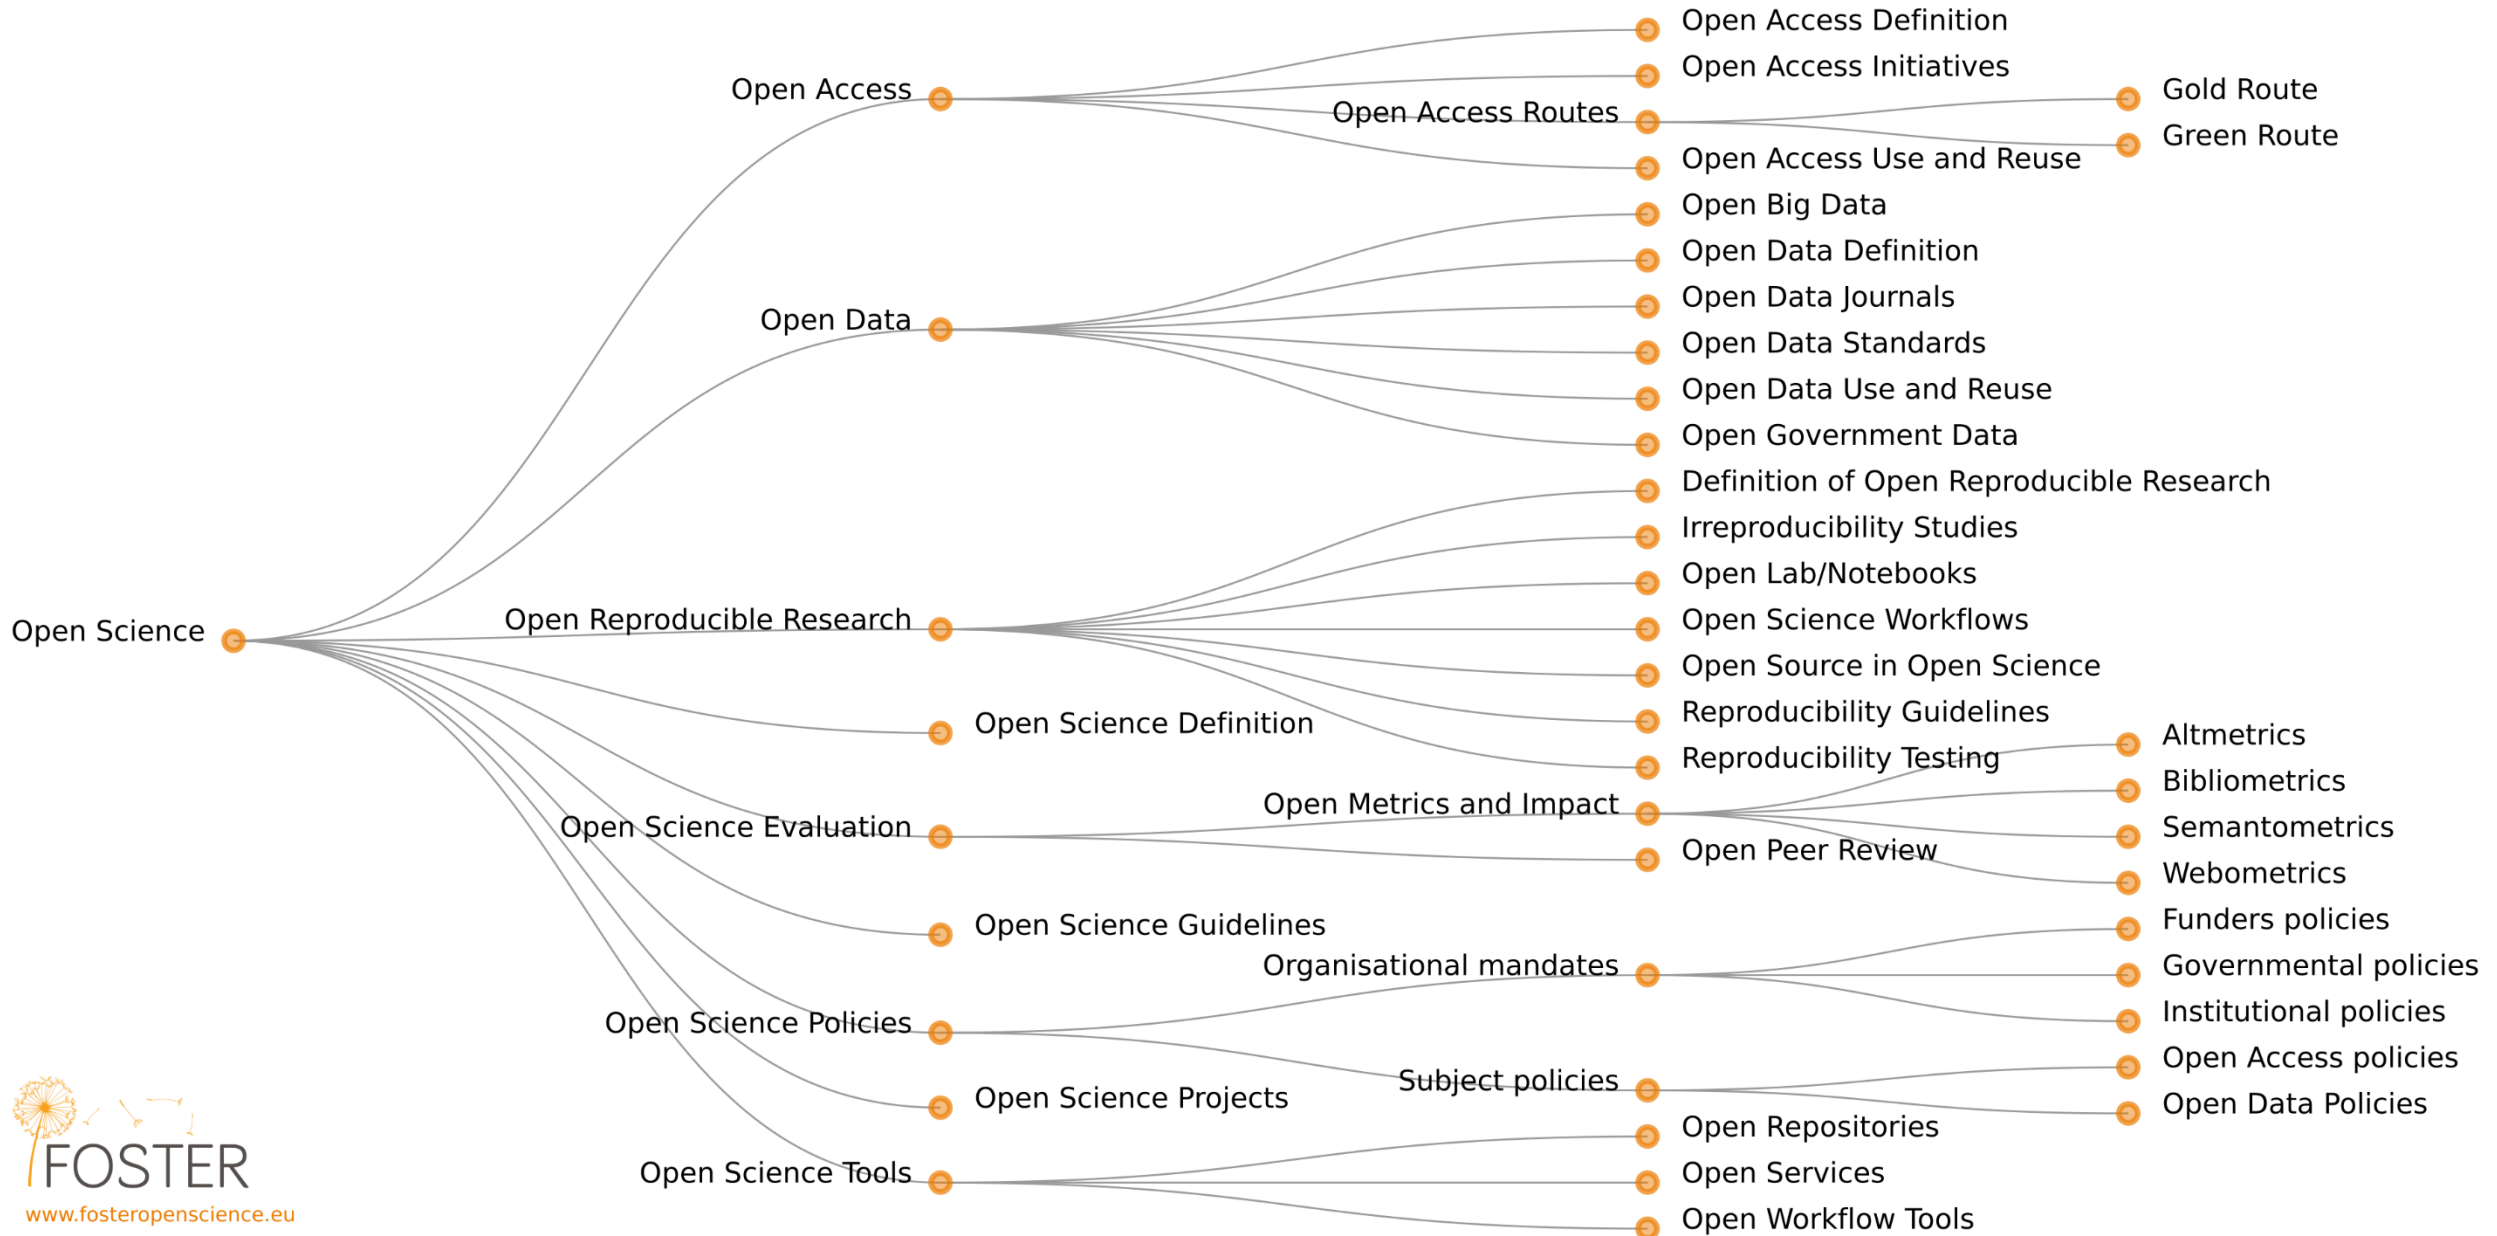 Open Science
Open Access
Open Access Definition
Open Access Initiatives
Open Access Routes
Gold Route
Green Route
Open Access Use and Reuse
Open Data
Open Big Data
Open Data Definition
Open Data Journals
Open Data Standards
Open Data Use and Reuse
Open Government Data
Open Reproducible Research
Definition of Open Reproducible Research
Irreproducibility Studies
Open Lab/Notebooks
Open Science Workflows
Open Source in Open Science
Reproducibility Guidelines
Reproducibility Testing
Open Science Definition
Open Science Evaluation
Open Metrics and Impact
Altmetrics
Bibliometrics
Semantometrics
Webometrics
Open Peer Review
Open Science Guidelines
Open Science Policies
Organisational mandates
Funders policies
Governmental policies
Institutional policies
Subject policies
Open Access policies
Open Data Policies
Open Science Projects
Open Science Tools
Open Repositories
Open Services
Open Workflow Tools
FOSTER
www.fosteropenscience.eu